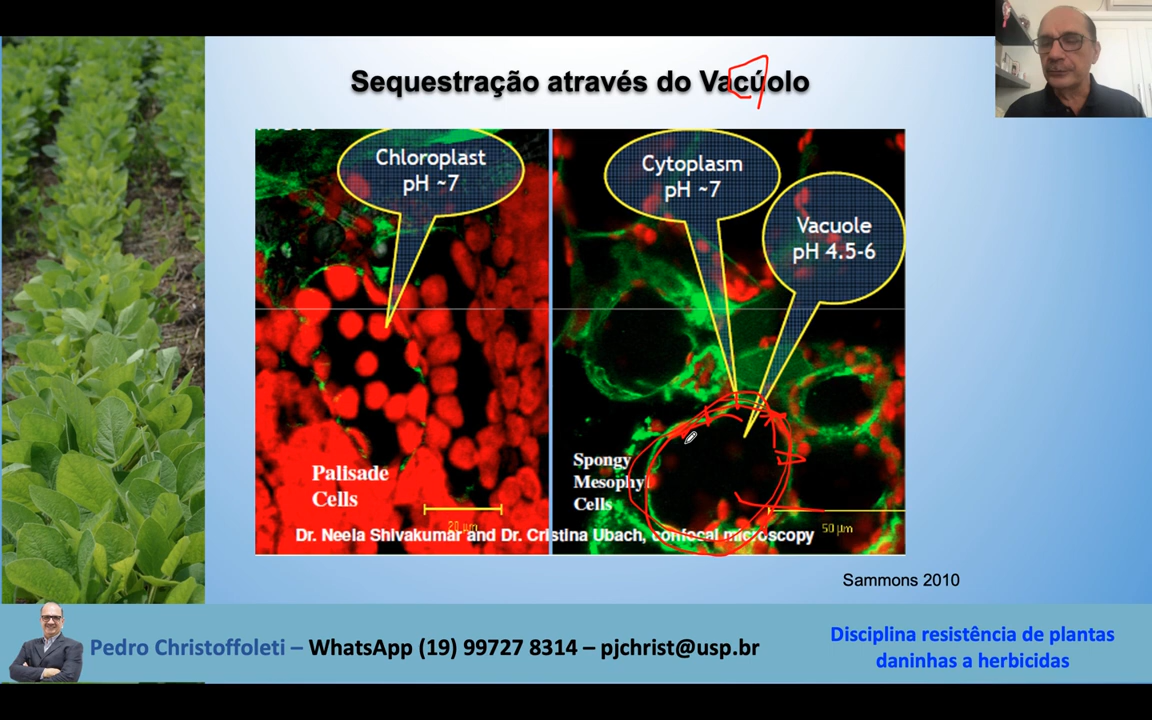 Sequestração através do Vacúolo
Chloroplast
pH ~7
Cytoplasm
pH ~7
Vacuole
pH 4.5-6
Palisade
Cells
20 µm
Spongy
Mesophyl
Cells
50 µm
Dr. Neela Shivakumar and Dr. Cristina Ubach, confocal microscopy
Sammons 2010
Pedro Christoffoleti – WhatsApp (19) 99727 8314 – pjchrist@usp.br
Disciplina resistência de plantas
daninhas a herbicidas